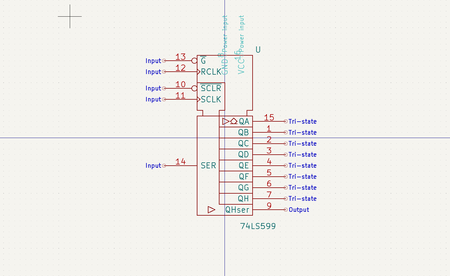 Power input
Power input
U
GND
VCC
Input 13 G
Input 12 RCLK
Input 10 SCLR
Input 11 SCLK
QA 15 Tri-state
QB 1 Tri-state
QC 2 Tri-state
QD 3 Tri-state
Input 14 SER QE 4 Tri-state
QF 5 Tri-state
QG 6 Tri-state
QH 7 Tri-state
QHser 9 Output
74LS599